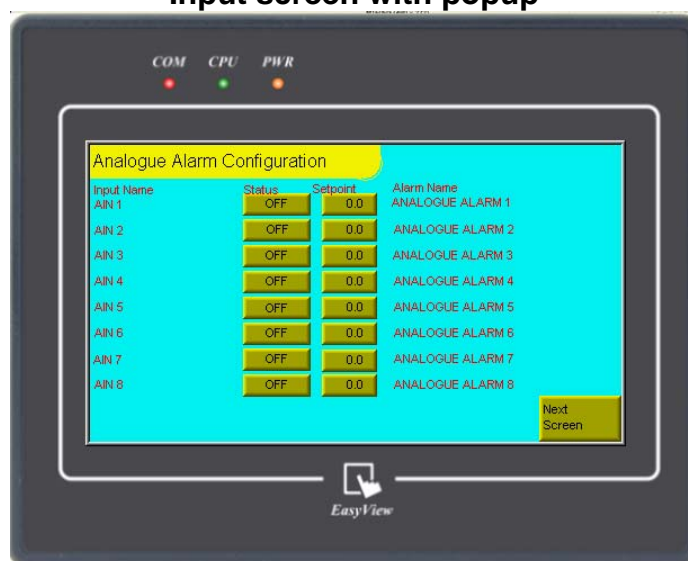 Input screen with popup
COM CPU PWR
Analogue Alarm Configuration
Input Name Status Setpoint Alarm Name
AIN 1 OFF 0.0 ANALOGUE ALARM 1
AIN 2 OFF 0.0 ANALOGUE ALARM 2
AIN 3 OFF 0.0 ANALOGUE ALARM 3
AIN 4 OFF 0.0 ANALOGUE ALARM 4
AIN 5 OFF 0.0 ANALOGUE ALARM 5
AIN 6 OFF 0.0 ANALOGUE ALARM 6
AIN 7 OFF 0.0 ANALOGUE ALARM 7
AIN 8 OFF 0.0 ANALOGUE ALARM 8
Next
Screen
EasyView